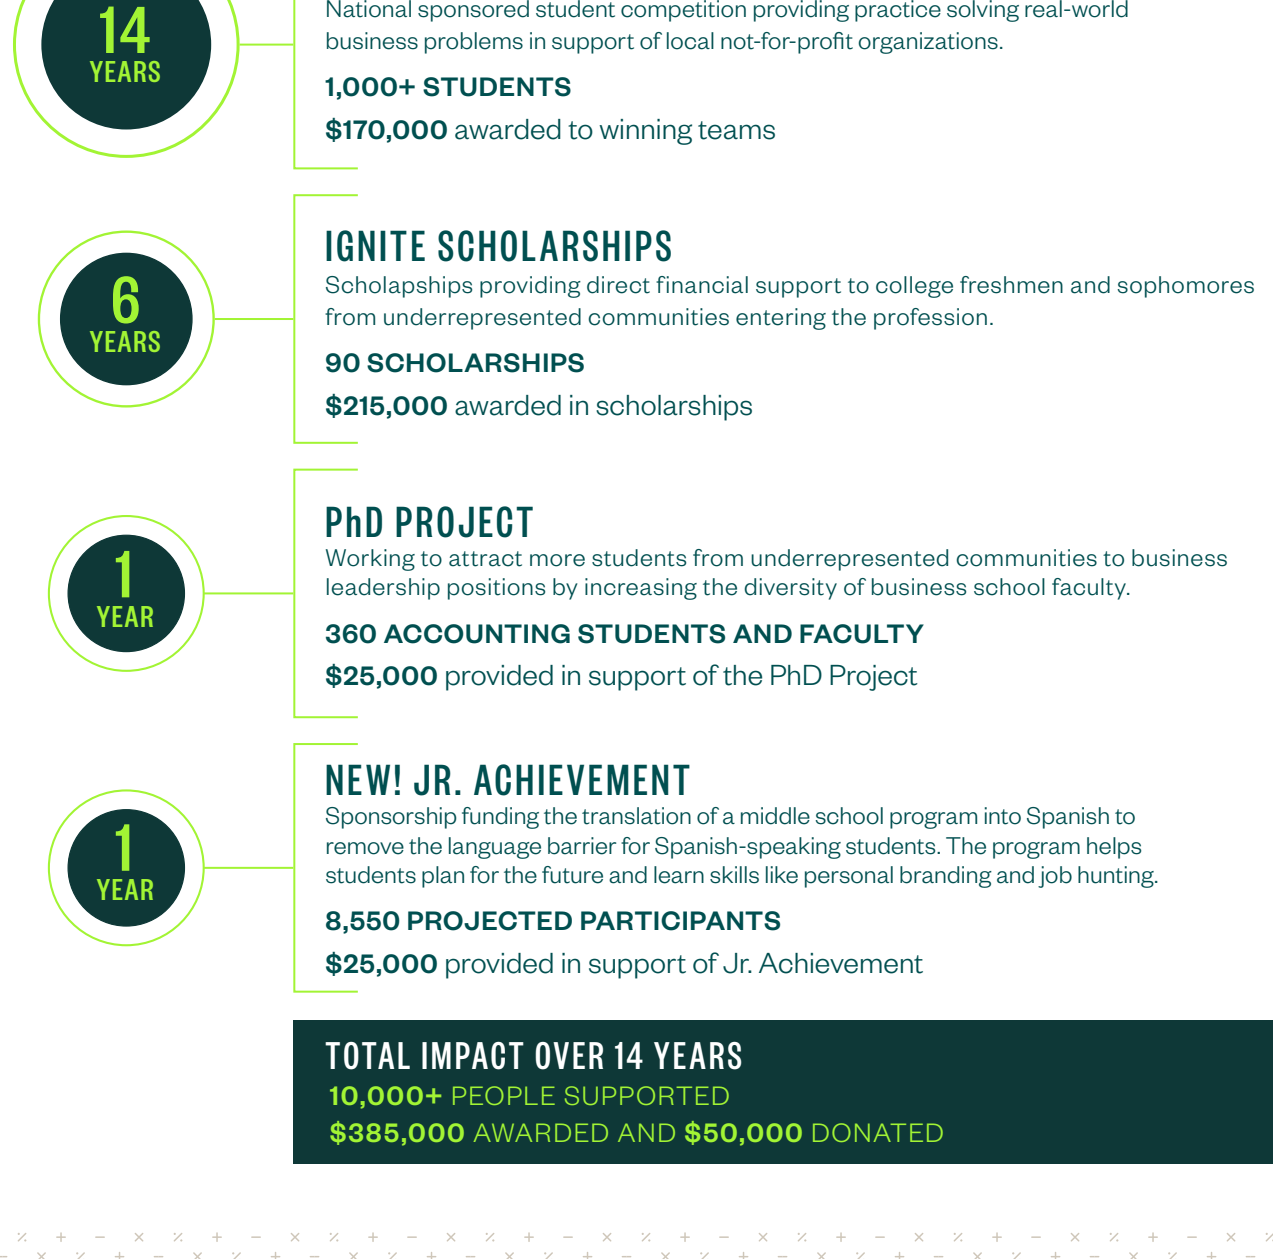 14
YEARS
National sponsored student competition providing practice solving real-world
business problems in support of local not-for-profit organizations.
1,000+ STUDENTS
$170,000 awarded to winning teams
6
YEARS
IGNITE SCHOLARSHIPS
Scholapships providing direct financial support to college freshmen and sophomores
from underrepresented communities entering the profession.
90 SCHOLARSHIPS
$215,000 awarded in scholarships
1
YEAR
PhD PROJECT
Working to attract more students from underrepresented communities to business
leadership positions by increasing the diversity of business school faculty.
360 ACCOUNTING STUDENTS AND FACULTY
$25,000 provided in support of the PhD Project
1
YEAR
NEW! JR. ACHIEVEMENT
Sponsorship funding the translation of a middle school program into Spanish to
remove the language barrier for Spanish-speaking students. The program helps
students plan for the future and learn skills like personal branding and job hunting.
8,550 PROJECTED PARTICIPANTS
$25,000 provided in support of Jr. Achievement
TOTAL IMPACT OVER 14 YEARS
10,000+ PEOPLE SUPPORTED
$385,000 AWARDED AND $50,000 DONATED